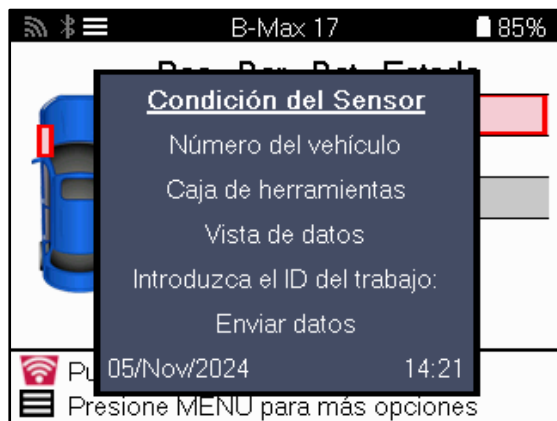 B-Max 17
85%
Condición del Sensor
Número del vehículo
Caja de herramientas
Vista de datos
Introduzca el ID del trabajo:
Enviar datos
05/Nov/2024 14:21
Presione MENU para más opciones